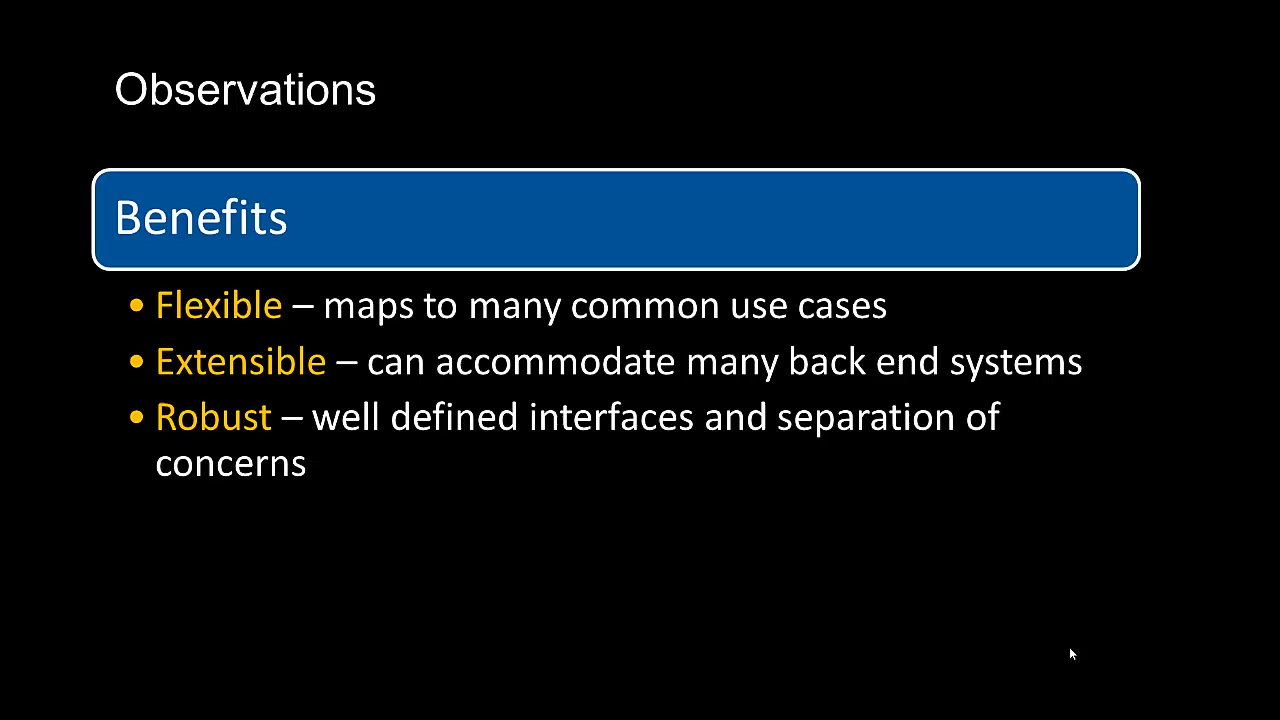 Observations
Benefits
• Flexible – maps to many common use cases
• Extensible – can accommodate many back end systems
• Robust – well defined interfaces and separation of
concerns